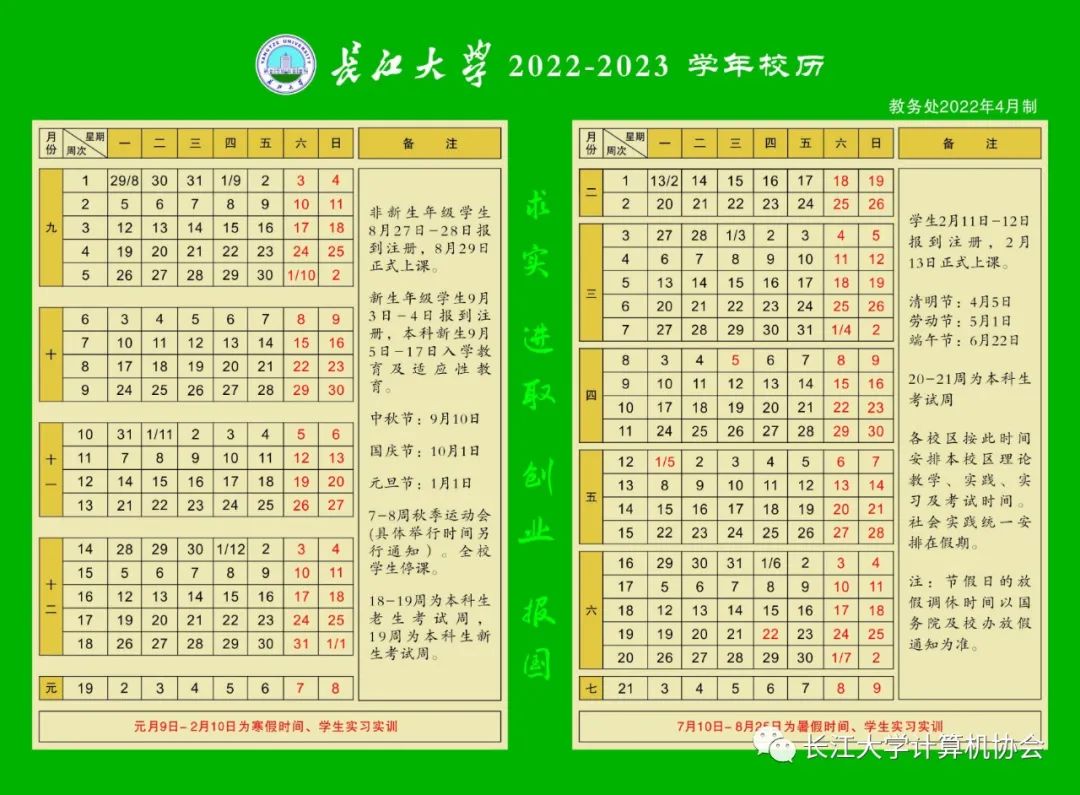 YANGTZE UNIVERSITY
长江大学
长江大学 2022-2023 学年校历
教务处2022年4月制
月份 星期 周次 一 二 三 四 五 六 日 备 注
九
1 29/8 30 31 1/9 2 3 4
2 5 6 7 8 9 10 11
3 12 13 14 15 16 17 18
4 19 20 21 22 23 24 25
5 26 27 28 29 30 1/10 2
十
6 3 4 5 6 7 8 9
7 10 11 12 13 14 15 16
8 17 18 19 20 21 22 23
9 24 25 26 27 28 29 30
十一
10 31 1/11 2 3 4 5 6
11 7 8 9 10 11 12 13
12 14 15 16 17 18 19 20
13 21 22 23 24 25 26 27
十二
14 28 29 30 1/12 2 3 4
15 5 6 7 8 9 10 11
16 12 13 14 15 16 17 18
17 19 20 21 22 23 24 25
18 26 27 28 29 30 31 1/1
元
19 2 3 4 5 6 7 8
非新生年级学生
8月27日-28日报
到注册，8月29日
正式上课。
新生年级学生9月
3日-4日报到注
册，本科新生9月
5日-17日入学教
育及适应性教
育。
中秋节：9月10日
国庆节：10月1日
元旦节：1月1日
7-8周秋季运动会
(具体举行时间另
行通知）。全校
学生停课。
18-19周为本科生
老生考试周，
19周为本科生新
生考试周。
元月9日-2月10日为寒假时间、学生实习实训
求实 进取 创业 报国
月份 星期 周次 一 二 三 四 五 六 日 备 注
二
1 13/2 14 15 16 17 18 19
2 20 21 22 23 24 25 26
三
3 27 28 1/3 2 3 4 5
4 6 7 8 9 10 11 12
5 13 14 15 16 17 18 19
6 20 21 22 23 24 25 26
7 27 28 29 30 31 1/4 2
四
8 3 4 5 6 7 8 9
9 10 11 12 13 14 15 16
10 17 18 19 20 21 22 23
11 24 25 26 27 28 29 30
五
12 1/5 2 3 4 5 6 7
13 8 9 10 11 12 13 14
14 15 16 17 18 19 20 21
15 22 23 24 25 26 27 28
六
16 29 30 31 1/6 2 3 4
17 5 6 7 8 9 10 11
18 12 13 14 15 16 17 18
19 19 20 21 22 23 24 25
20 26 27 28 29 30 1/7 2
七
21 3 4 5 6 7 8 9
学生2月11日-12日
报到注册，2月
13日正式上课。
清明节：4月5日
劳动节：5月1日
端午节：6月22日
20-21周为本科生
考试周
各校区按此时间
安排本校区理论
教学、实践、实
习及考试时间。
社会实践统一安
排在假期。
注：节假日的放
假调休时间以国
务院及校办放假
通知为准。
7月10日-8月25日为暑假时间、学生实习实训
长江大学计算机协会